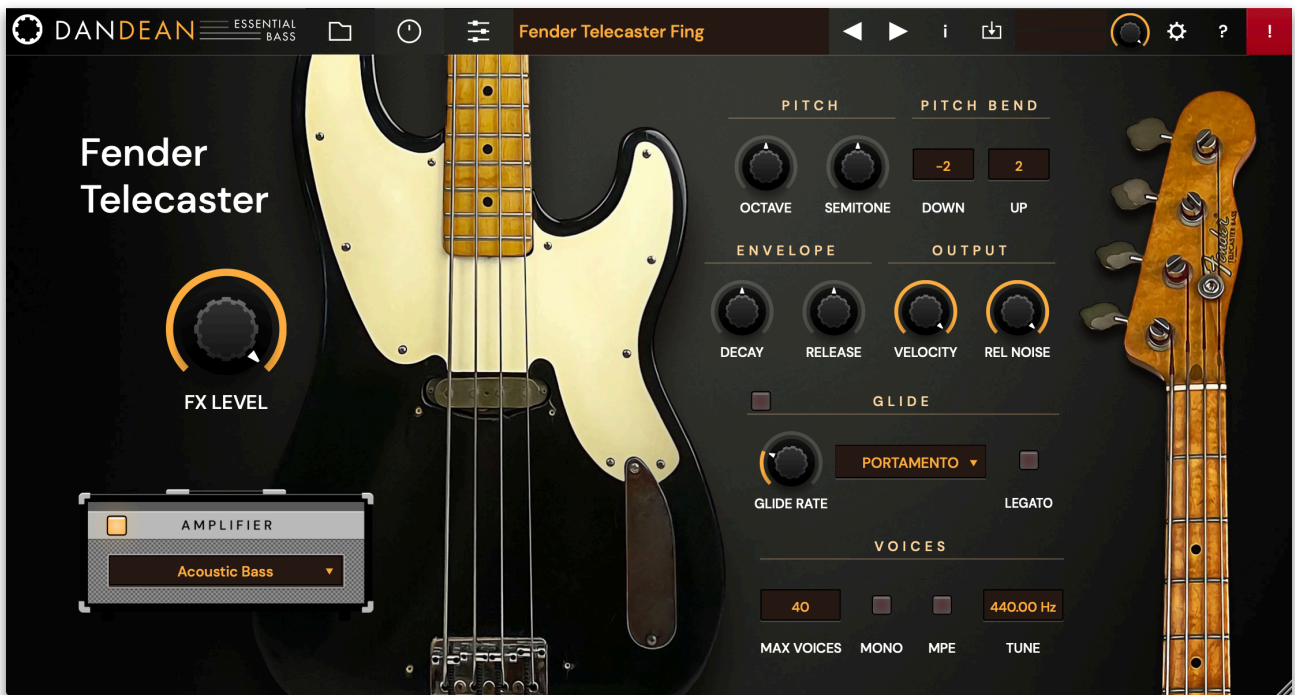 DANDEAN ESSENTIAL
BASS
Fender Telecaster Fing
i
?
!
Fender
Telecaster
PITCH
PITCH BEND
-2
2
OCTAVE
SEMITONE
DOWN
UP
ENVELOPE
OUTPUT
DECAY
RELEASE
VELOCITY
REL NOISE
FX LEVEL
GLIDE
PORTAMENTO
GLIDE RATE
LEGATO
AMPLIFIER
Acoustic Bass
VOICES
40
440.00 Hz
MAX VOICES
MONO
MPE
TUNE
Fender
TELECASTER BASS